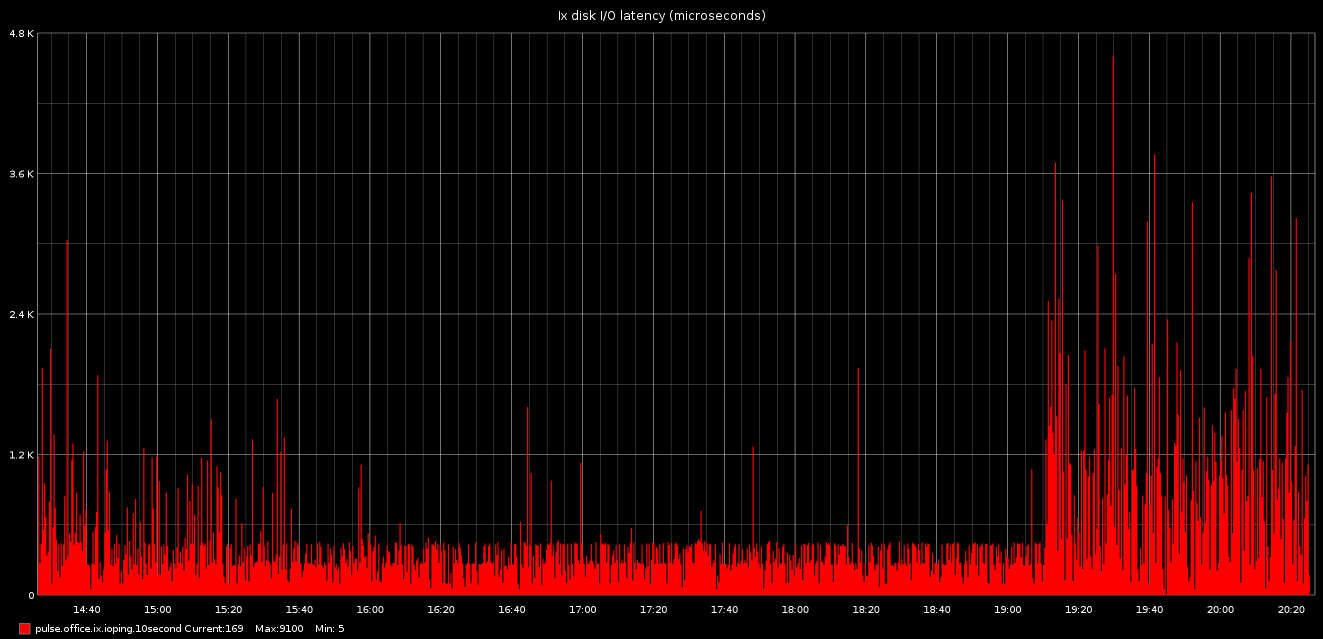 Ix disk I/O latency (microseconds)
4.8 K
3.6 K
2.4 K
1.2 K
0
14:40 15:00 15:20 15:40 16:00 16:20 16:40 17:00 17:20 17:40 18:00 18:20 18:40 19:00 19:20 19:40 20:00 20:20
pulse.office.ix.ioping.10second Current:169 Max:9100 Min: 5